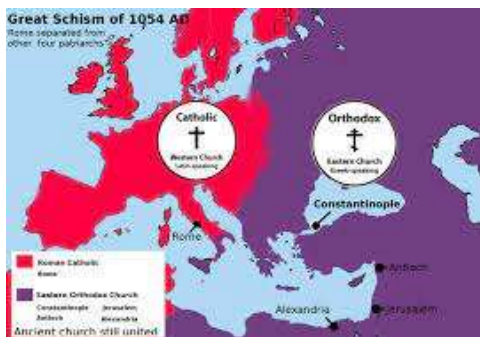 Great Schism of 1054 AD
Rome separated from
other four patriarchs
Catholic
Western Church
Latin-speaking
Orthodox
Eastern Church
Greek-speaking
Constantinople
Rome
Antioch
Jerusalem
Alexandria
Roman Catholic
Rome
Eastern Orthodox Church
Constantinople Jerusalem
Antioch Alexandria
Ancient church still united